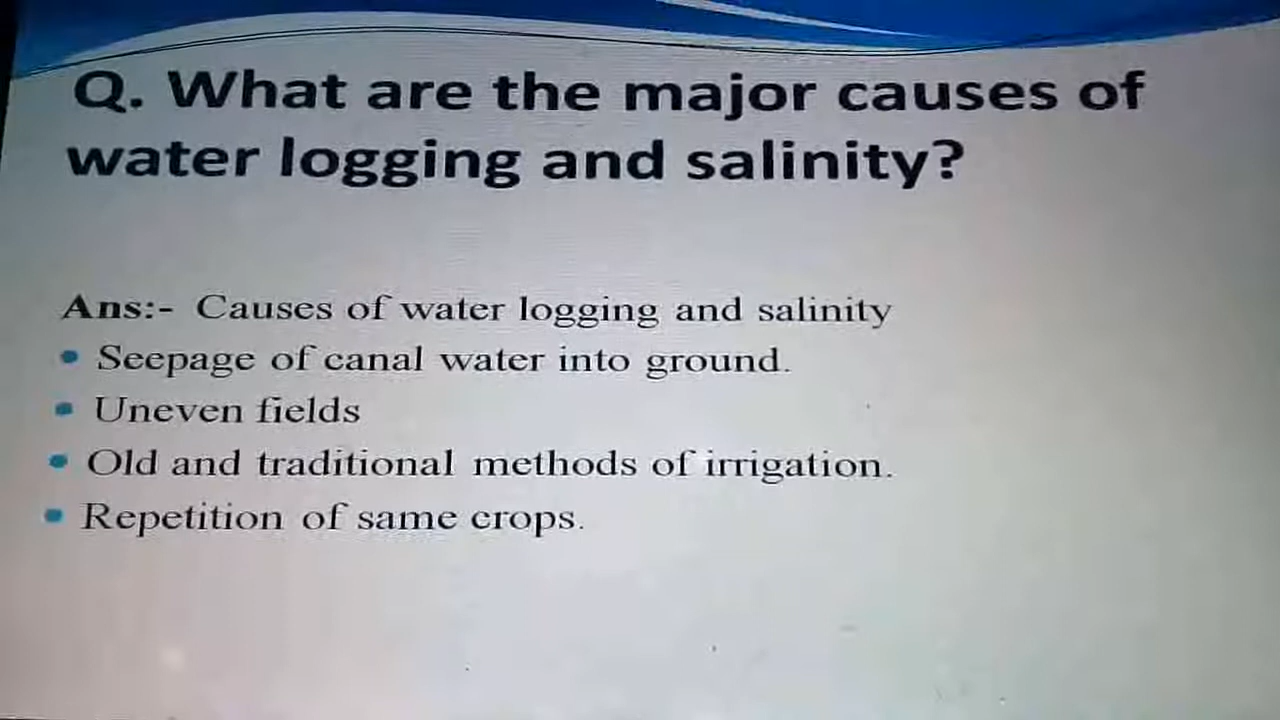 Q. What are the major causes of
water logging and salinity?
Ans:- Causes of water logging and salinity
• Seepage of canal water into ground.
• Uneven fields
• Old and traditional methods of irrigation.
• Repetition of same crops.